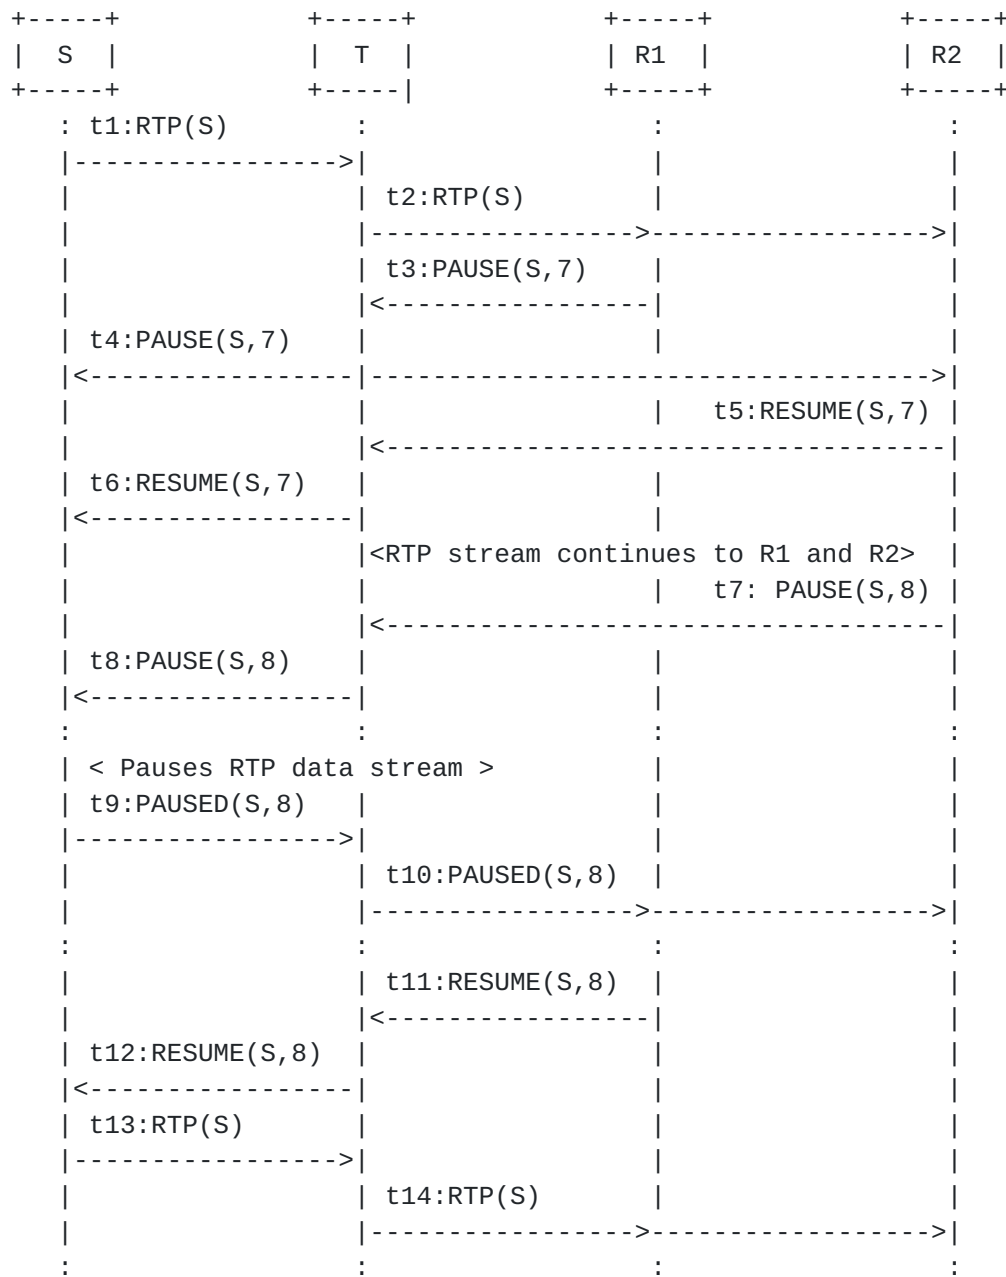 +-----+            +-----+            +-----+            +-----+
|  S  |            |  T  |            | R1  |            | R2  |
+-----+            +-----|            +-----+            +-----+
   : t1:RTP(S)        :                  :                  :
   |----------------->|                  |                  |
   |                  | t2:RTP(S)        |                  |
   |                  |----------------->------------------>|
   |                  | t3:PAUSE(S,7)    |                  |
   |                  |<-----------------|                  |
   | t4:PAUSE(S,7)    |                  |                  |
   |<-----------------|------------------------------------>|
   |                  |                  |   t5:RESUME(S,7) |
   |                  |<------------------------------------|
   | t6:RESUME(S,7)   |                  |                  |
   |<-----------------|                  |                  |
   |                  |<RTP stream continues to R1 and R2>  |
   |                  |                  |   t7: PAUSE(S,8) |
   |                  |<------------------------------------|
   | t8:PAUSE(S,8)    |                  |                  |
   |<-----------------|                  |                  |
   :                  :                  :                  :
   | < Pauses RTP data stream >          |                  |
   | t9:PAUSED(S,8)   |                  |                  |
   |----------------->|                  |                  |
   |                  | t10:PAUSED(S,8)  |                  |
   |                  |----------------->------------------>|
   :                  :                  :                  :
   |                  | t11:RESUME(S,8)  |                  |
   |                  |<-----------------|                  |
   | t12:RESUME(S,8)  |                  |                  |
   |<-----------------|                  |                  |
   | t13:RTP(S)       |                  |                  |
   |----------------->|                  |                  |
   |                  | t14:RTP(S)       |                  |
   |                  |----------------->------------------>|
   :                  :                  :                  :